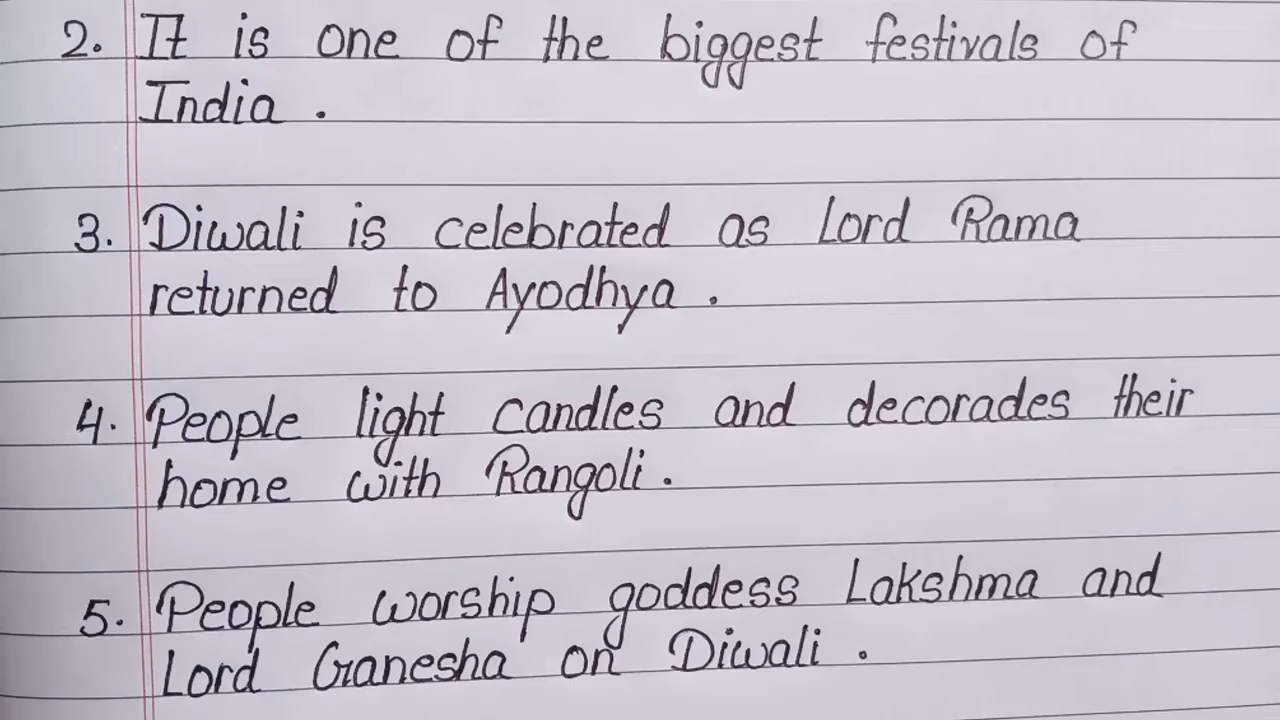 2. It is one of the biggest festivals of
India.
3. Diwali is celebrated as Lord Rama
returned to Ayodhya.
4. People light candles and decorades their
home with Rangoli.
5. People worship goddess Lakshma and
Lord Ganesha on Diwali.